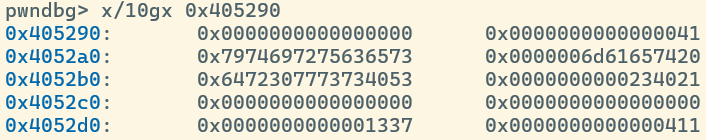 pwndbg> x/10gx 0x405290
0x405290: 0x0000000000000000 0x0000000000000041
0x4052a0: 0x7974697275636573 0x0000006d61657420
0x4052b0: 0x6472307773734053 0x0000000000234021
0x4052c0: 0x0000000000000000 0x0000000000000000
0x4052d0: 0x0000000000001337 0x0000000000000411